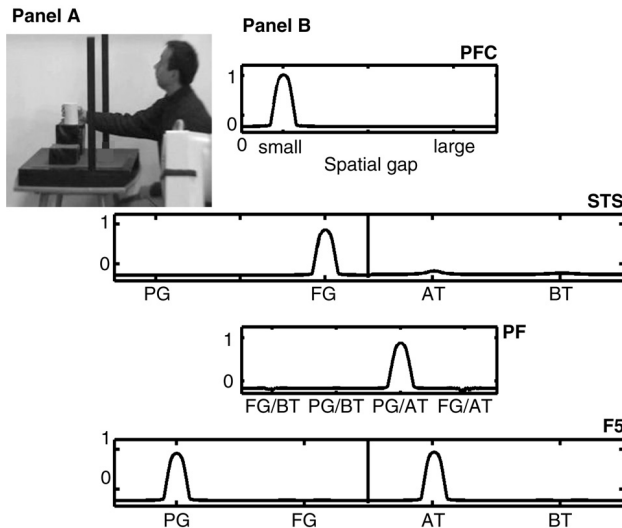 Panel A
Panel B
PFC
1
0
0 small large
Spatial gap
STS
1
0
PG FG AT BT
PF
1
0
FG/BT PG/BT PG/AT FG/AT
F5
1
0
PG FG AT BT